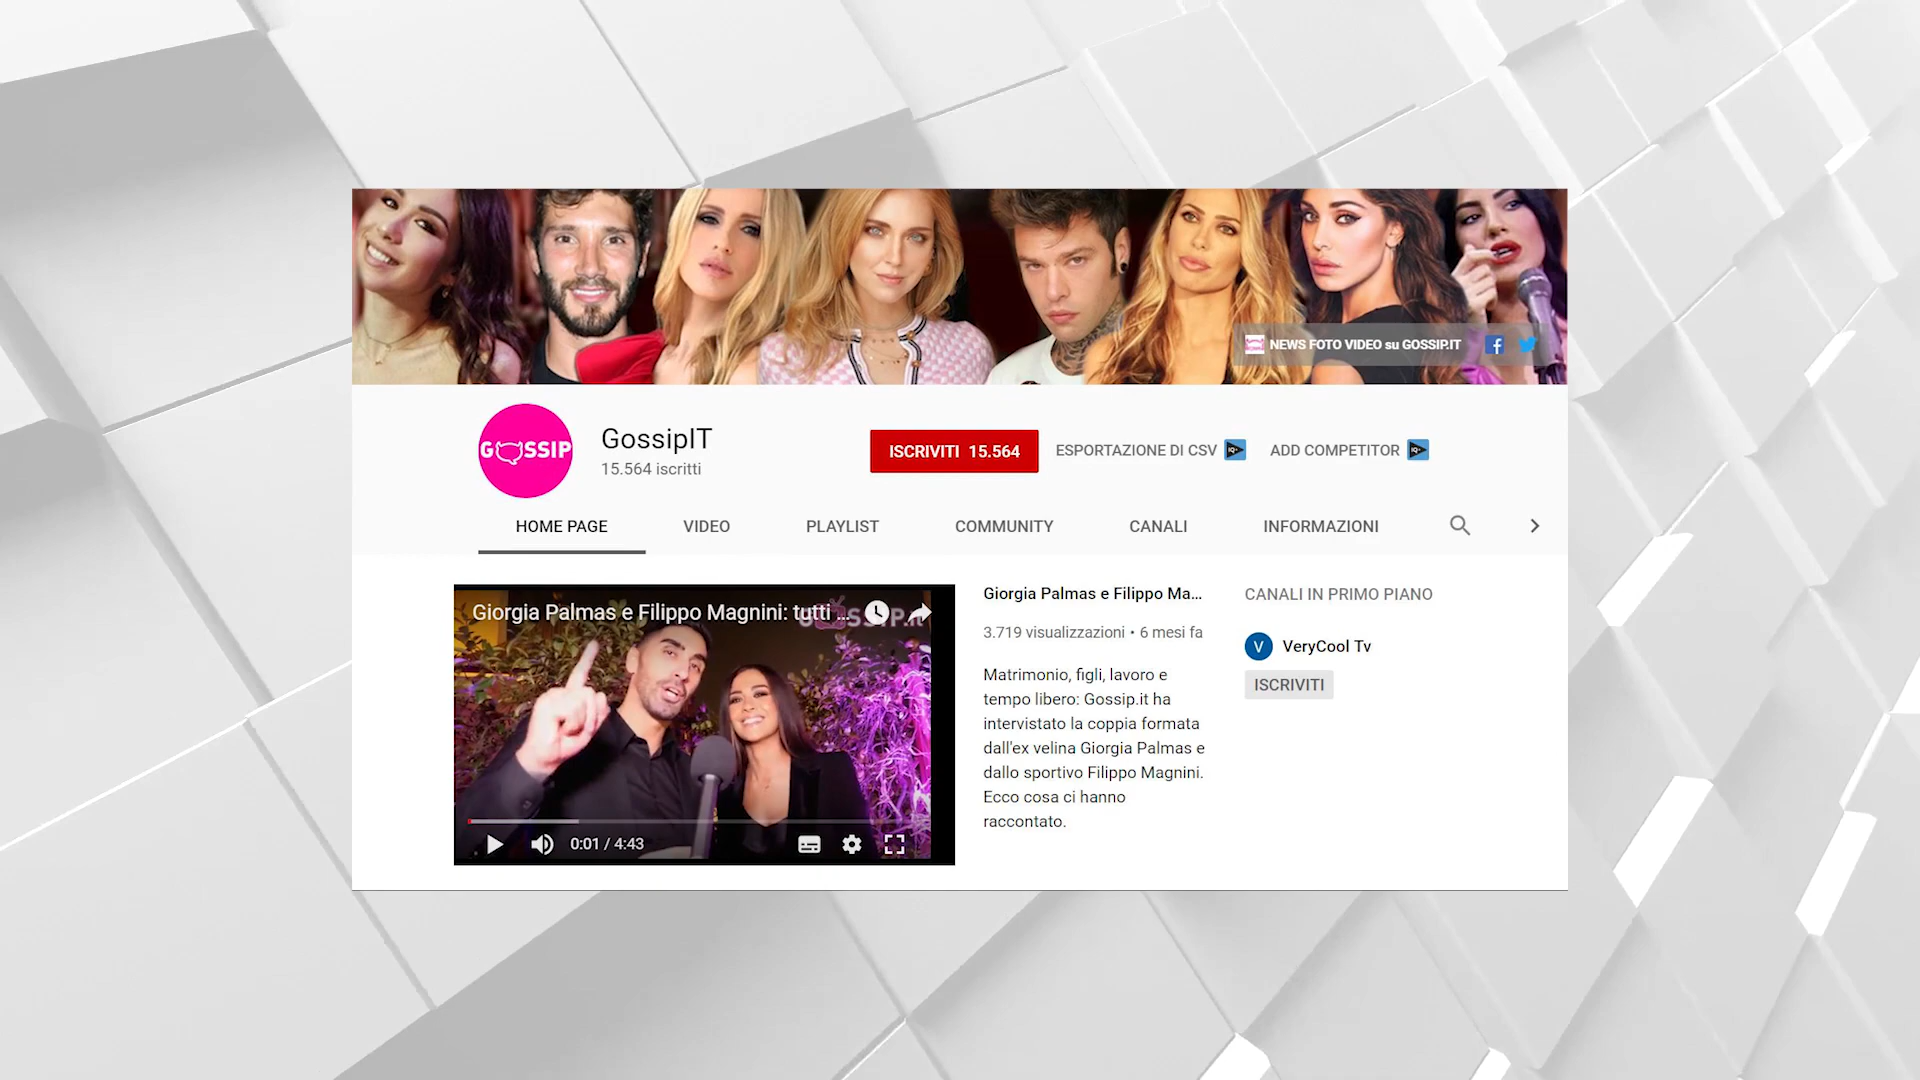 NEWS FOTO VIDEO su GOSSIP.IT
GOSSIP
GossipIT
15.564 iscritti
ISCRIVITI 15.564
ESPORTAZIONE DI CSV
ADD COMPETITOR
HOME PAGE
VIDEO
PLAYLIST
COMMUNITY
CANALI
INFORMAZIONI
Giorgia Palmas e Filippo Magnini: tutti ...
GOSSIP.it
0:01 / 4:43
Giorgia Palmas e Filippo Ma...
3.719 visualizzazioni • 6 mesi fa
Matrimonio, figli, lavoro e
tempo libero: Gossip.it ha
intervistato la coppia formata
dall'ex velina Giorgia Palmas e
dallo sportivo Filippo Magnini.
Ecco cosa ci hanno
raccontato.
CANALI IN PRIMO PIANO
V
VeryCool Tv
ISCRIVITI